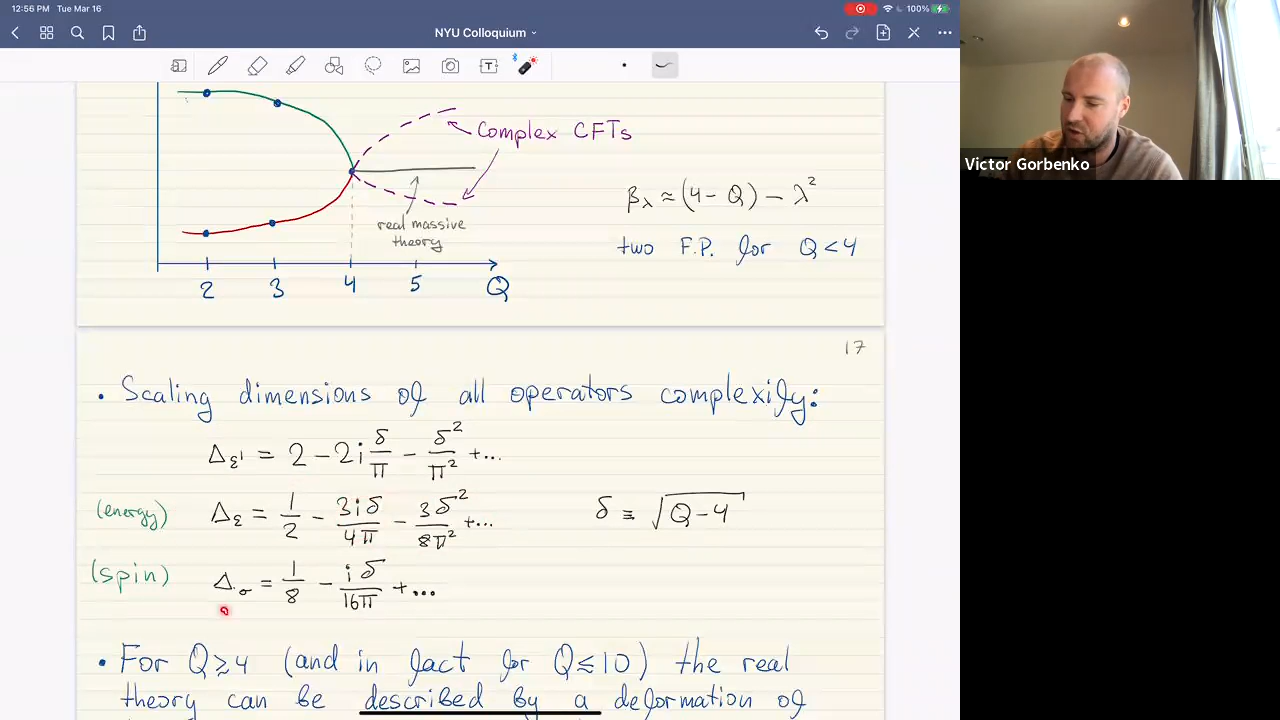 12:56 PM Tue Mar 16
100%
NYU Colloquium
Complex CFTs
real massive
theory
2 3 4 5 Q
β_λ ≈ (4 - Q) - λ²
two F.P. for Q < 4
17
• Scaling dimensions of all operators complexify:
Δ_ε' = 2 - 2i δ/π - δ²/π² + ...
(energy) Δ_ε = 1/2 - 3iδ/4π - 3δ²/8π² + ...
δ ≡ √(Q-4)
(spin) Δ_σ = 1/8 - iδ/16π + ...
• For Q ≳ 4 (and in fact for Q ≲ 10) the real
theory can be described by a deformation of
Victor Gorbenko